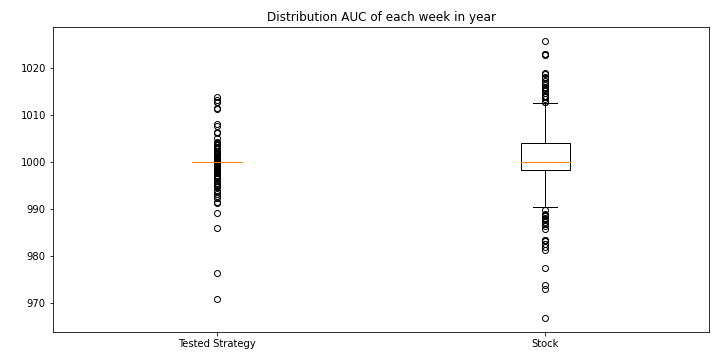 Distribution AUC of each week in year
1020
1010
1000
990
980
970
Tested Strategy
Stock